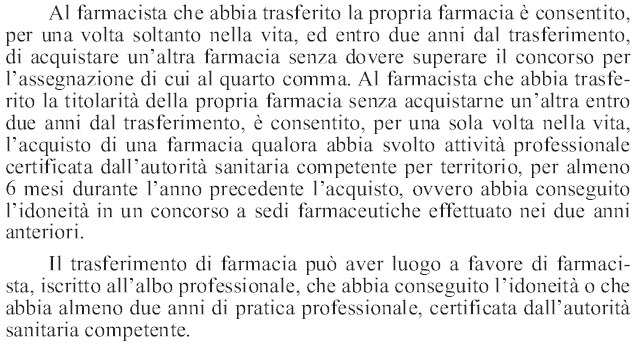 Al farmacista che abbia trasferito la propria farmacia è consentito,
per una volta soltanto nella vita, ed entro due anni dal trasferimento,
di acquistare un'altra farmacia senza dovere superare il concorso per
l'assegnazione di cui al quarto comma. Al farmacista che abbia trasfe-
rito la titolarità della propria farmacia senza acquistarne un'altra entro
due anni dal trasferimento, è consentito, per una sola volta nella vita,
l'acquisto di una farmacia qualora abbia svolto attività professionale
certificata dall'autorità sanitaria competente per territorio, per almeno
6 mesi durante l'anno precedente l'acquisto, ovvero abbia conseguito
l'idoneità in un concorso a sedi farmaceutiche effettuato nei due anni
anteriori.
Il trasferimento di farmacia può aver luogo a favore di farmaci-
sta, iscritto all'albo professionale, che abbia conseguito l'idoneità o che
abbia almeno due anni di pratica professionale, certificata dall'autorità
sanitaria competente.